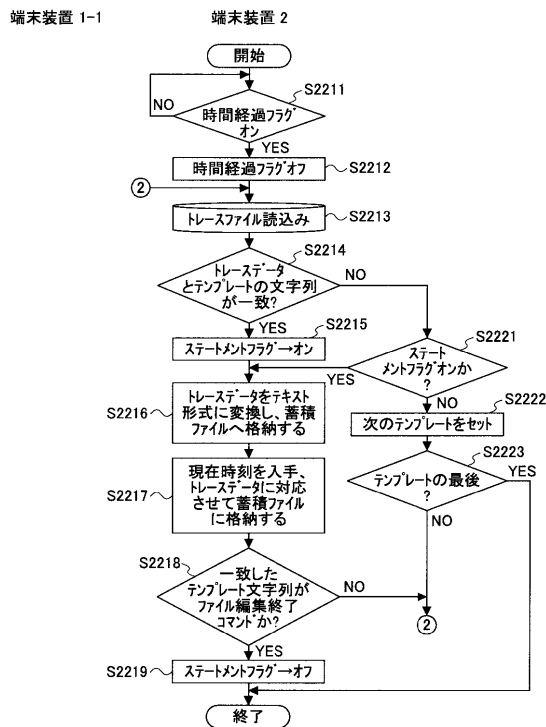 端末装置 1-1
端末装置 2
開始
S2211
NO
時間経過フラグ
オン
YES
時間経過フラグオフ
S2212
②
トレースファイル読込み
S2213
S2214
トレースデータ
とテンプレートの文字列
が一致?
NO
YES
S2215
ステートメントフラグ→オン
S2221
ステート
メントフラグオンか
?
YES
NO
S2216
トレースデータをテキスト
形式に変換し、蓄積
ファイルへ格納する
S2222
次のテンプレートをセット
S2223
テンプレートの最後
?
YES
NO
S2217
現在時刻を入手、
トレースデータに対応
させて蓄積ファイル
に格納する
S2218
一致した
テンプレート文字列が
ファイル編集終了
コマンドか?
NO
②
YES
S2219
ステートメントフラグ→オフ
終了